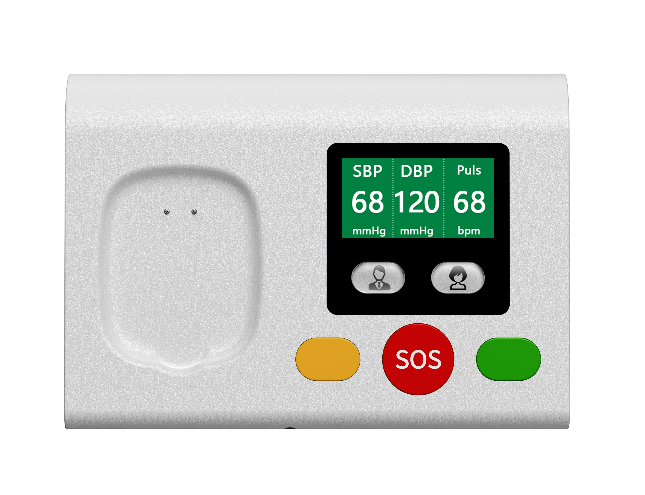 SBP DBP Puls
68 120 68
mmHg mmHg bpm
SOS